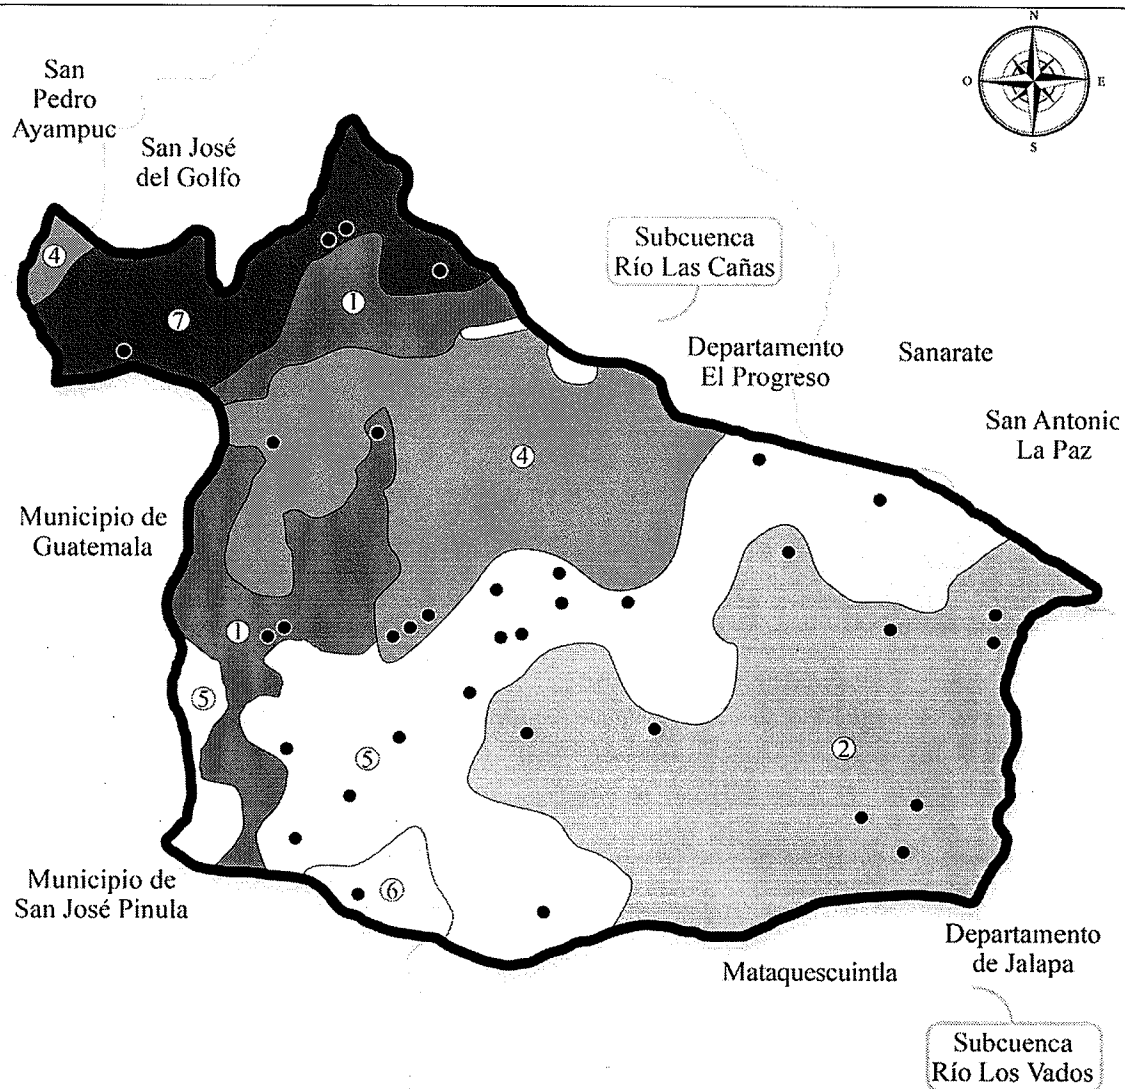 N
O
E
S
San
Pedro
Ayampuc
San José
del Golfo
4
Subcuenca
Río Las Cañas
1
7
Departamento
El Progreso
Sanarate
San Antonic
La Paz
4
Municipio de
Guatemala
1
5
5
2
Municipio de
San José Pinula
6
Mataquescuintla
Departamento
de Jalapa
Subcuenca
Río Los Vados